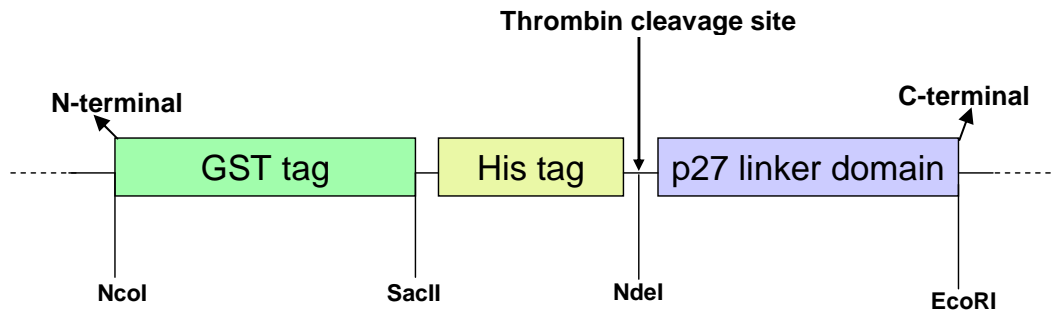 Thrombin cleavage site
N-terminal
C-terminal
GST tag
His tag
p27 linker domain
NcoI
SacII
NdeI
EcoRI